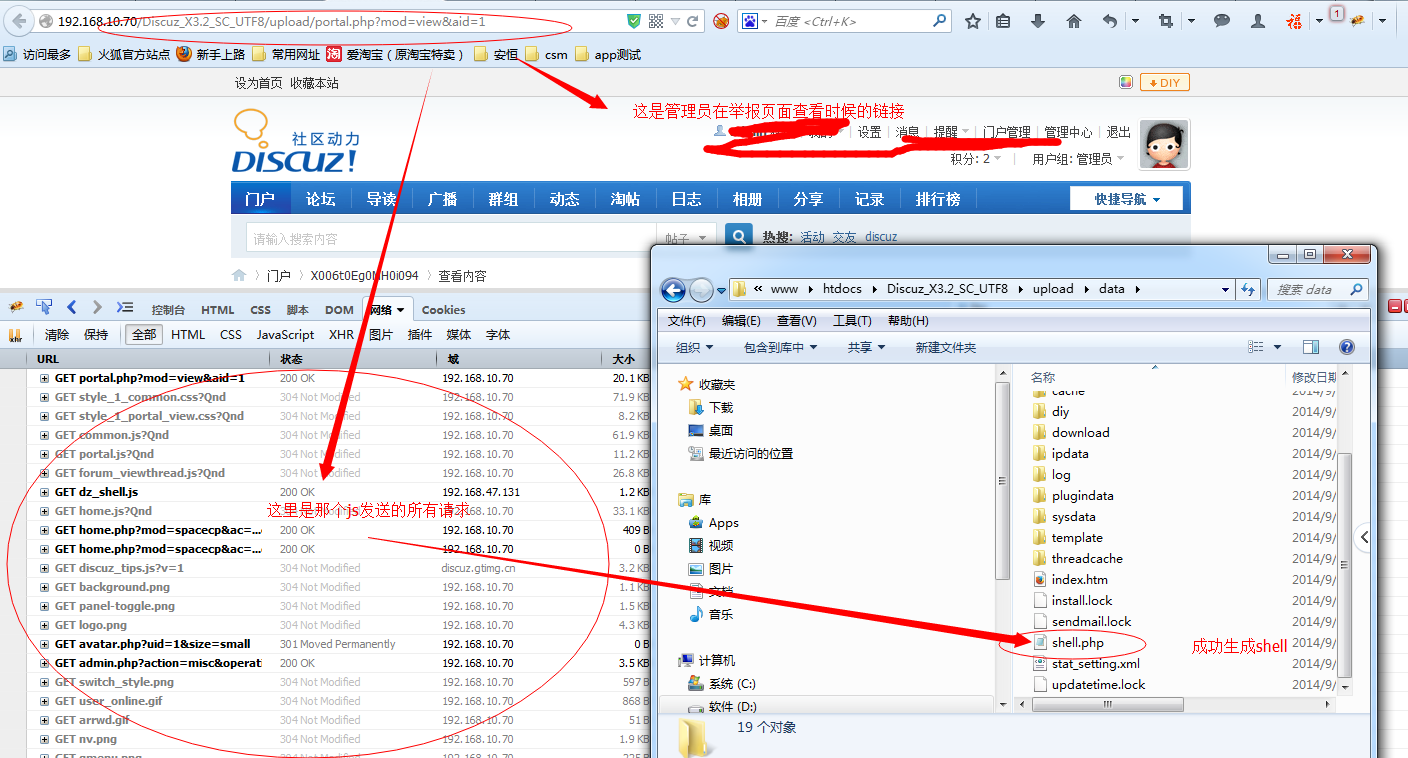 192.168.10.70/Discuz_X3.2_SC_UTF8/upload/portal.php?mod=view&aid=1
百度 <Ctrl+K>
福
1
访问最多 火狐官方站点 新手上路 常用网址 淘 爱淘宝（原淘宝特卖） 安恒 csm app测试
设为首页 收藏本站
DIY
这是管理员在举报页面查看时候的链接
社区动力
DISCUZ!
设置 消息 提醒 门户管理 管理中心 退出
积分: 2 用户组: 管理员
门户 论坛 导读 广播 群组 动态 淘帖 日志 相册 分享 记录 排行榜 快捷导航
请输入搜索内容 帖子 热搜: 活动 交友 discuz
门户 查看内容
控制台 HTML CSS 脚本 DOM 网络 Cookies
清除 保持 全部 HTML CSS JavaScript XHR 图片 插件 媒体 字体
URL 状态 域 大小
GET portal.php?mod=view&aid=1 200 OK 192.168.10.70 20.1 KB
GET style_1_common.css?Qnd 304 Not Modified 192.168.10.70 71.9 KB
GET style_1_portal_view.css?Qnd 304 Not Modified 192.168.10.70 8.2 KB
GET common.js?Qnd 304 Not Modified 192.168.10.70 61.9 KB
GET portal.js?Qnd 304 Not Modified 192.168.10.70 11.2 KB
GET forum_viewthread.js?Qnd 304 Not Modified 192.168.10.70 26.8 KB
GET dz_shell.js 200 OK 192.168.47.131 1.2 KB
这里是那个js发送的所有请求
GET home.js?Qnd 192.168.10.70 33.1 KB
GET home.php?mod=spacecp&ac=... 200 OK 192.168.10.70 409 B
GET home.php?mod=spacecp&ac=... 200 OK 192.168.10.70 0 B
GET discuz_tips.js?v=1 304 Not Modified discuz.gtimg.cn 3.2 KB
GET background.png 304 Not Modified 192.168.10.70 1.1 KB
GET panel-toggle.png 304 Not Modified 192.168.10.70 1.5 KB
GET logo.png 304 Not Modified 192.168.10.70 4.3 KB
GET avatar.php?uid=1&size=small 301 Moved Permanently 192.168.10.70 0 B
GET admin.php?action=misc&operati 200 OK 192.168.10.70 3.5 KB
GET switch_style.png 304 Not Modified 192.168.10.70 597 B
GET user_online.gif 304 Not Modified 192.168.10.70 868 B
GET arrwd.gif 304 Not Modified 192.168.10.70 51 B
GET nv.png 304 Not Modified 192.168.10.70 1.9 KB
« www htdocs Discuz_X3.2_SC_UTF8 upload data 搜索 data
文件(F) 编辑(E) 查看(V) 工具(T) 帮助(H)
组织 包含到库中 共享 新建文件夹
收藏夹
下载
桌面
最近访问的位置
库
Apps
视频
图片
文档
音乐
计算机
系统 (C:)
软件 (D:)
名称 修改日期
cache 2014/9/
diy 2014/9/
download 2014/9/
ipdata 2014/9/
log 2014/9/
plugindata 2014/9/
sysdata 2014/9/
template 2014/9/
threadcache 2014/9/
index.htm 2014/9/
install.lock 2014/9/
sendmail.lock 2014/9/
shell.php 2014/9/
成功生成shell
stat_setting.xml 2014/9/
updatetime.lock 2014/9/
19 个对象